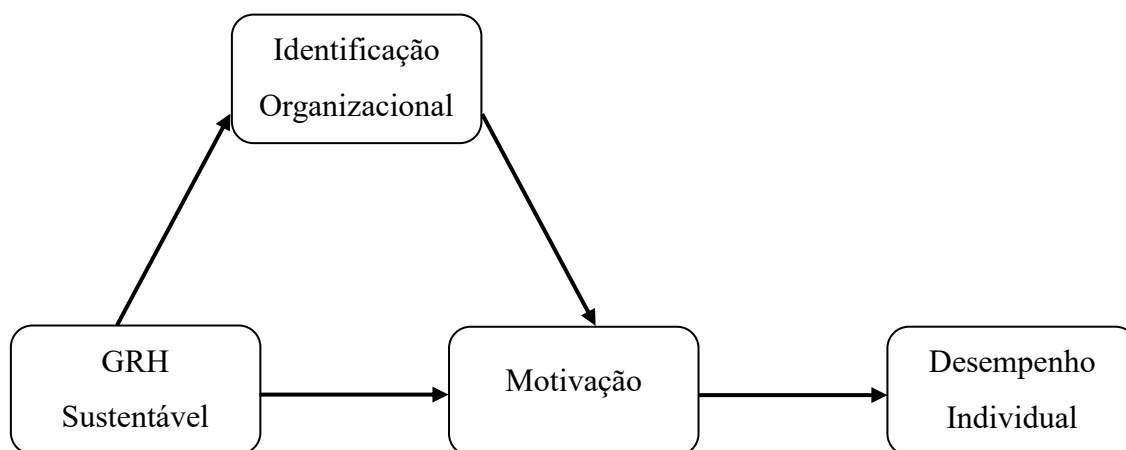 Identificação
Organizacional
GRH
Sustentável
Motivação
Desempenho
Individual